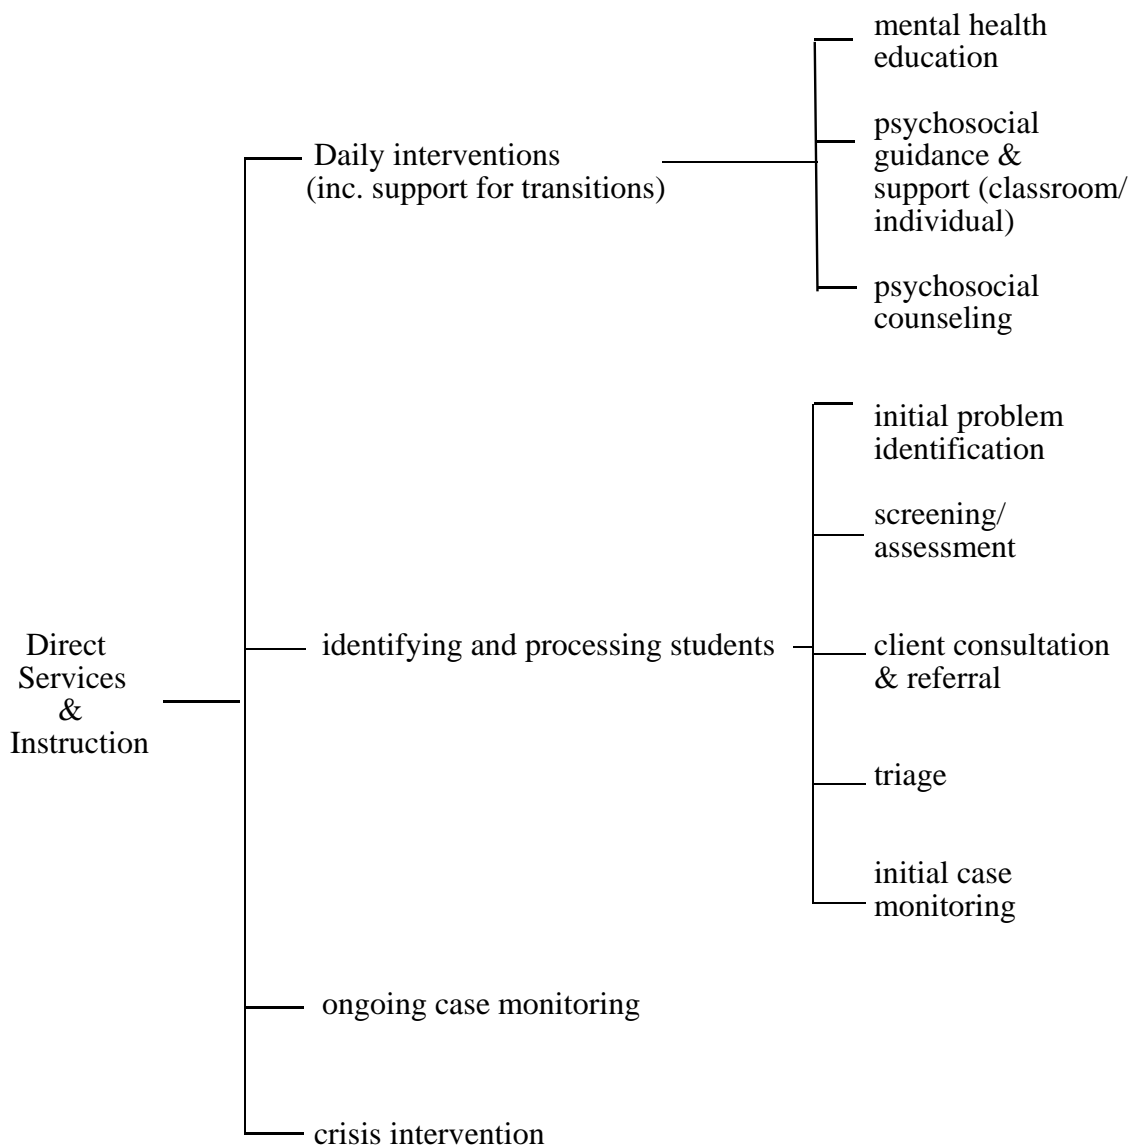 mental health
education
psychosocial
guidance &
support (classroom/
individual)
psychosocial
counseling
Daily interventions
(inc. support for transitions)
initial problem
identification
screening/
assessment
client consultation
& referral
triage
initial case
monitoring
identifying and processing students
Direct
Services
&
Instruction
ongoing case monitoring
crisis intervention